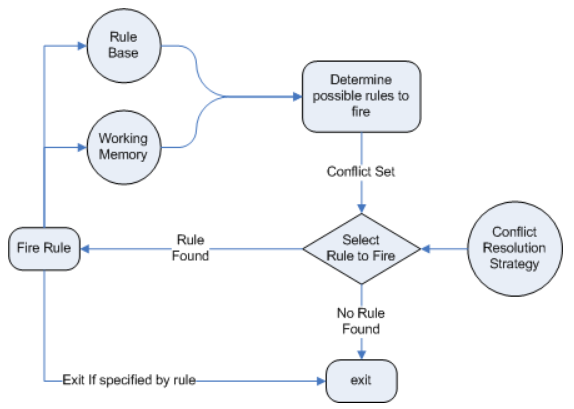 Rule
Base
Determine
possible rules to
fire
Working
Memory
Conflict Set
Fire Rule
Rule
Found
Select
Rule to Fire
Conflict
Resolution
Strategy
No Rule
Found
Exit If specified by rule
exit